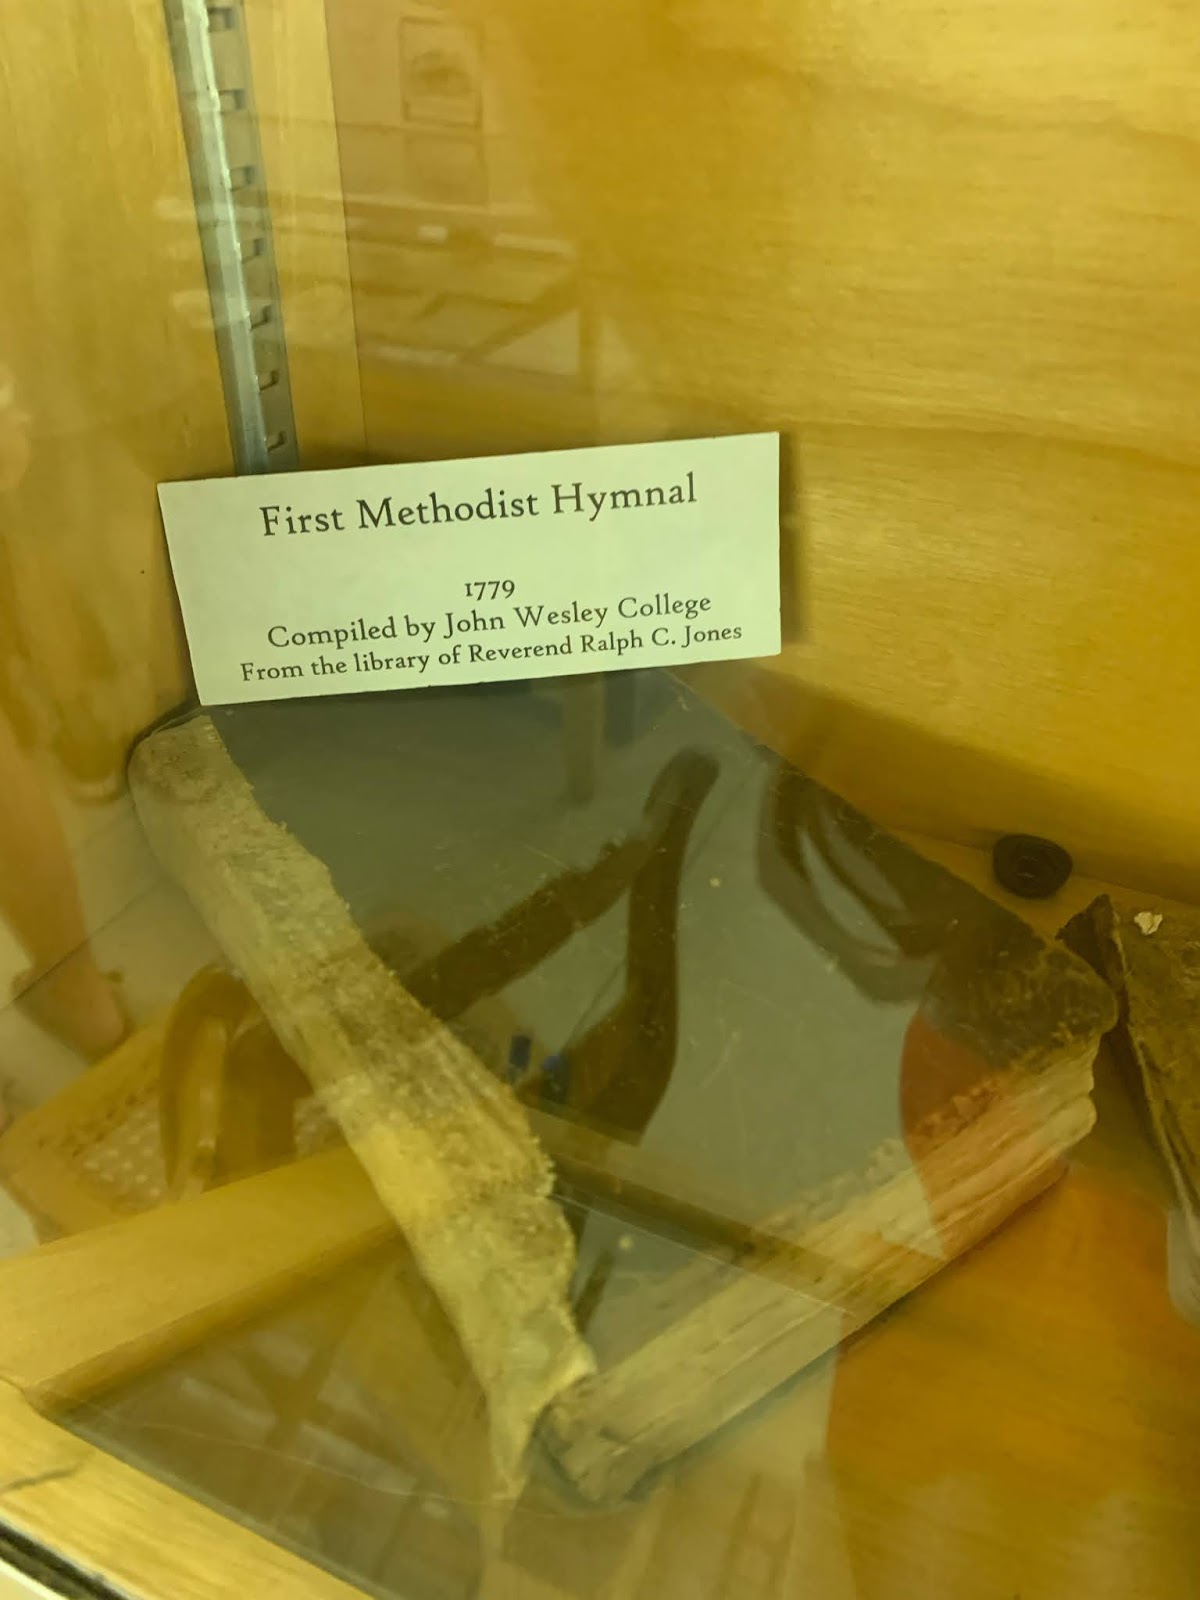 First Methodist Hymnal
1779
Compiled by John Wesley College
From the library of Reverend Ralph C. Jones